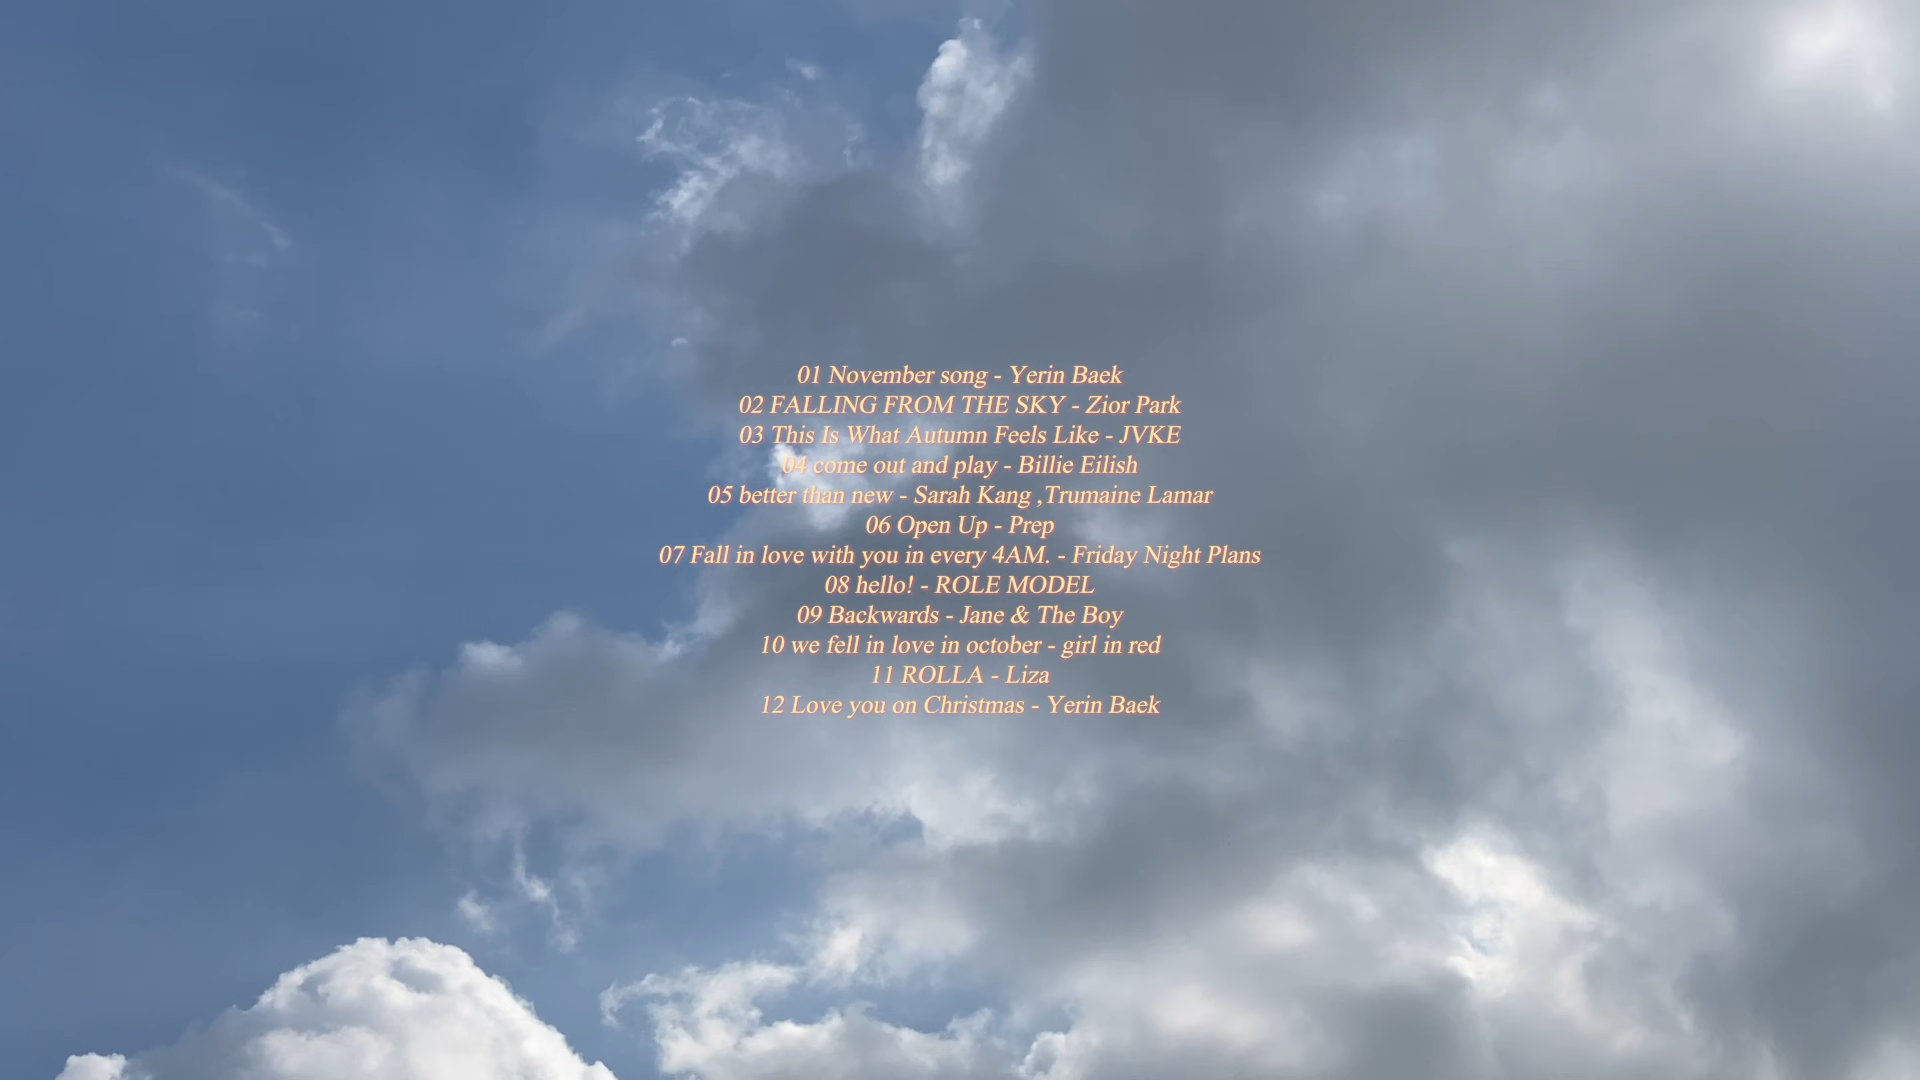 01 November song - Yerin Baek
02 FALLING FROM THE SKY - Zior Park
03 This Is What Autumn Feels Like - JVKE
04 come out and play - Billie Eilish
05 better than new - Sarah Kang ,Trumaine Lamar
06 Open Up - Prep
07 Fall in love with you in every 4AM. - Friday Night Plans
08 hello! - ROLE MODEL
09 Backwards - Jane & The Boy
10 we fell in love in october - girl in red
11 ROLLA - Liza
12 Love you on Christmas - Yerin Baek